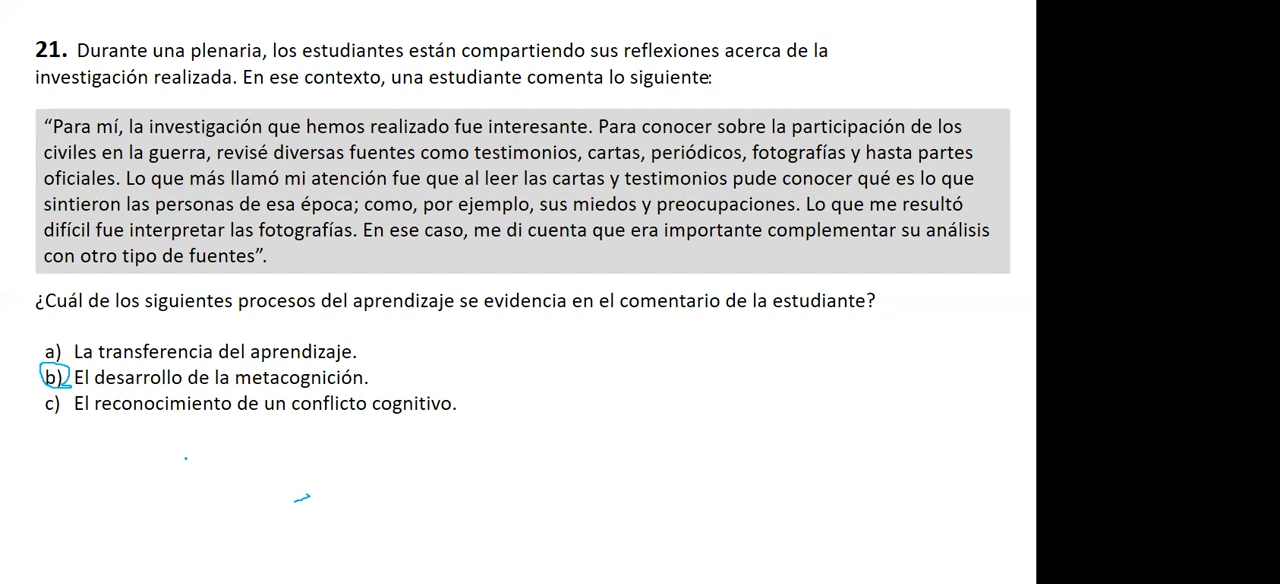 21. Durante una plenaria, los estudiantes están compartiendo sus reflexiones acerca de la
investigación realizada. En ese contexto, una estudiante comenta lo siguiente:
“Para mí, la investigación que hemos realizado fue interesante. Para conocer sobre la participación de los
civiles en la guerra, revisé diversas fuentes como testimonios, cartas, periódicos, fotografías y hasta partes
oficiales. Lo que más llamó mi atención fue que al leer las cartas y testimonios pude conocer qué es lo que
sintieron las personas de esa época; como, por ejemplo, sus miedos y preocupaciones. Lo que me resultó
difícil fue interpretar las fotografías. En ese caso, me di cuenta que era importante complementar su análisis
con otro tipo de fuentes”.
¿Cuál de los siguientes procesos del aprendizaje se evidencia en el comentario de la estudiante?
a) La transferencia del aprendizaje.
b) El desarrollo de la metacognición.
c) El reconocimiento de un conflicto cognitivo.